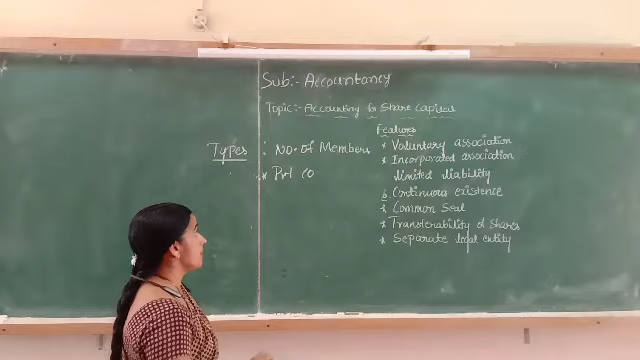 Sub:- Accountancy
Topic:- Accounting for Share Capital
Types : No. of Members
* Pvt Co
Features
* Voluntary association
* Incorporated association
limited liability
* Continuous existence
* Common Seal
* Transferability of Shares
* Separate legal entity